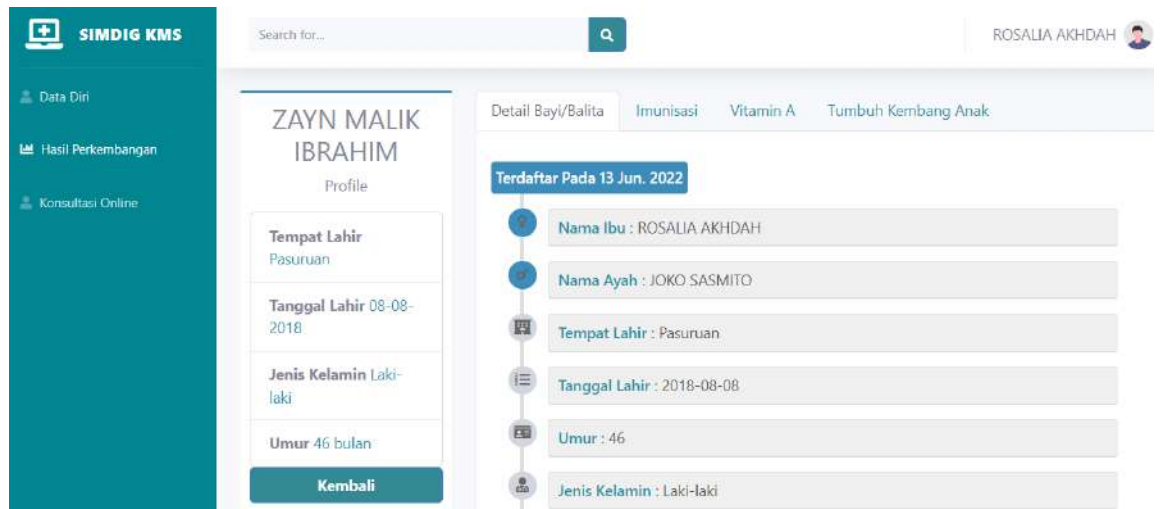 SIMDIG KMS
Search for...
ROSALIA AKHDAH
Data Diri
Hasil Perkembangan
Konsultasi Online
ZAYN MALIK
IBRAHIM
Profile
Tempat Lahir
Pasuruan
Tanggal Lahir 08-08-
2018
Jenis Kelamin Laki-
laki
Umur 46 bulan
Kembali
Detail Bayi/Balita Imunisasi Vitamin A Tumbuh Kembang Anak
Terdaftar Pada 13 Jun. 2022
Nama Ibu : ROSALIA AKHDAH
Nama Ayah : JOKO SASMITO
Tempat Lahir : Pasuruan
Tanggal Lahir : 2018-08-08
Umur : 46
Jenis Kelamin : Laki-laki